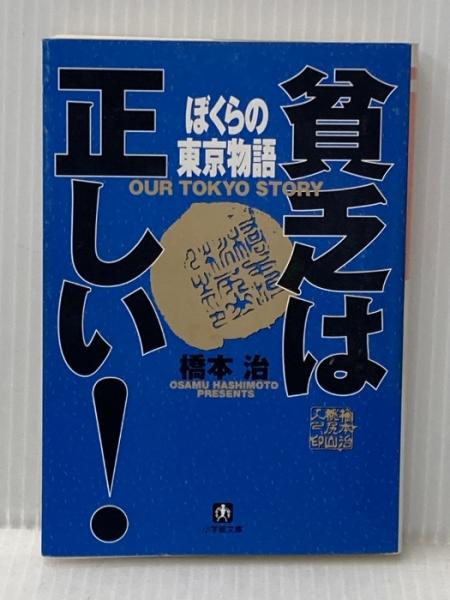 貧乏は
正しい!
ぼくらの
東京物語
OUR TOKYO STORY
橋本 治
OSAMU HASHIMOTO
PRESENTS
小学館文庫